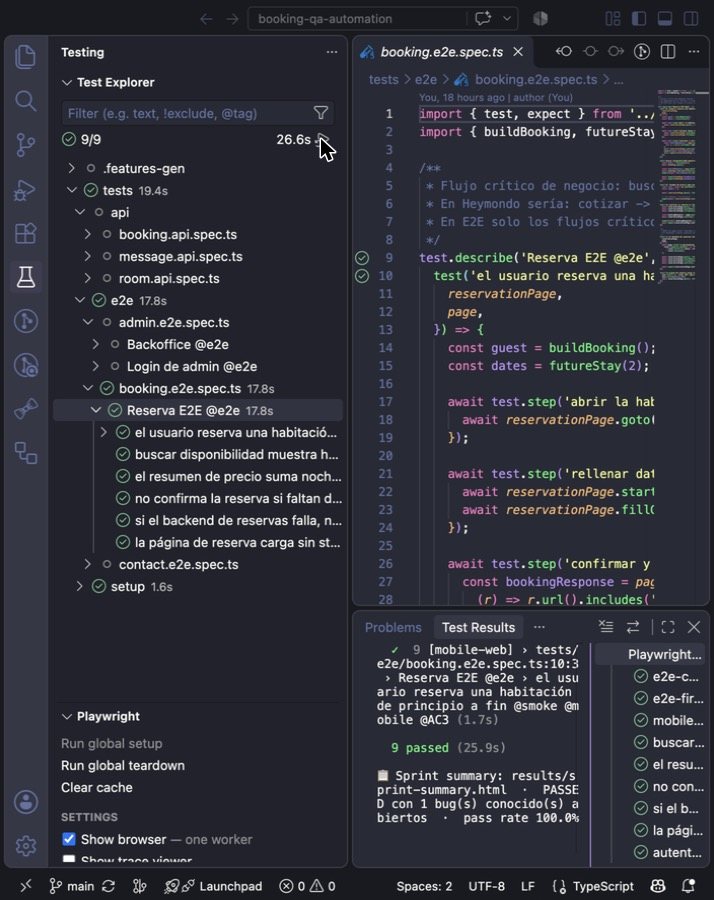 booking-qa-automation
Testing
Test Explorer
Filter (e.g. text, !exclude, @tag)
9/9
26.6s
.features-gen
tests 19.4s
api
booking.api.spec.ts
message.api.spec.ts
room.api.spec.ts
e2e 17.8s
admin.e2e.spec.ts
Backoffice @e2e
Login de admin @e2e
booking.e2e.spec.ts 17.8s
Reserva E2E @e2e 17.8s
el usuario reserva una habitació...
buscar disponibilidad muestra h...
el resumen de precio suma noch...
no confirma la reserva si faltan d...
si el backend de reservas falla, n...
la página de reserva carga sin st...
contact.e2e.spec.ts
setup 1.6s
Playwright
Run global setup
Run global teardown
Clear cache
SETTINGS
Show browser — one worker
Show trace viewer
booking.e2e.spec.ts
tests > e2e > booking.e2e.spec.ts > ...
You, 18 hours ago | author (You)
1 import { test, expect } from '../
2 import { buildBooking, futureStay
3
4 /**
5 * Flujo crítico de negocio: busc
6 * En Heymondo sería: cotizar ->
7 * En E2E solo los flujos crítico
8 */
9 test.describe('Reserva E2E @e2e',
10 test('el usuario reserva una ha
11 reservationPage,
12 page,
13 }) => {
14 const guest = buildBooking();
15 const dates = futureStay(2);
16
17 await test.step('abrir la hab
18 await reservationPage.goto(
19 });
20
21 await test.step('rellenar dat
22 await reservationPage.start
23 await reservationPage.fillG
24 });
25
26 await test.step('confirmar y
27 const bookingResponse = pag
28 (r) => r.url().includes('
Problems
Test Results
✓ 9 [mobile-web] › tests/
e2e/booking.e2e.spec.ts:10:3
› Reserva E2E @e2e › el usu
ario reserva una habitación
de principio a fin @smoke @m
obile @AC3 (1.7s)
9 passed (25.9s)
📋 Sprint summary: results/s
print-summary.html · PASSE
D con 1 bug(s) conocido(s) a
biertos · pass rate 100.0%
Playwright...
e2e-c...
e2e-fir...
mobile...
buscar...
el resu...
no con...
si el b...
la pági...
autent...
main
Launchpad
0
0
Spaces: 2
UTF-8
LF
{} TypeScript